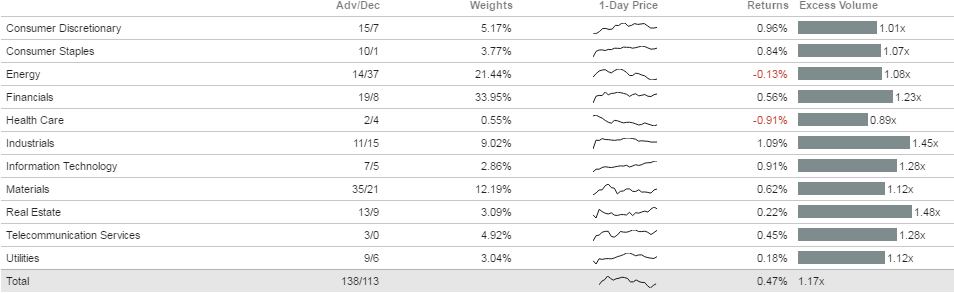 Adv/Dec Weights 1-Day Price Returns Excess Volume
Consumer Discretionary 15/7 5.17% 0.96% 1.01x
Consumer Staples 10/1 3.77% 0.84% 1.07x
Energy 14/37 21.44% -0.13% 1.08x
Financials 19/8 33.95% 0.56% 1.23x
Health Care 2/4 0.55% -0.91% 0.89x
Industrials 11/15 9.02% 1.09% 1.45x
Information Technology 7/5 2.86% 0.91% 1.28x
Materials 35/21 12.19% 0.62% 1.12x
Real Estate 13/9 3.09% 0.22% 1.48x
Telecommunication Services 3/0 4.92% 0.45% 1.28x
Utilities 9/6 3.04% 0.18% 1.12x
Total 138/113 0.47% 1.17x